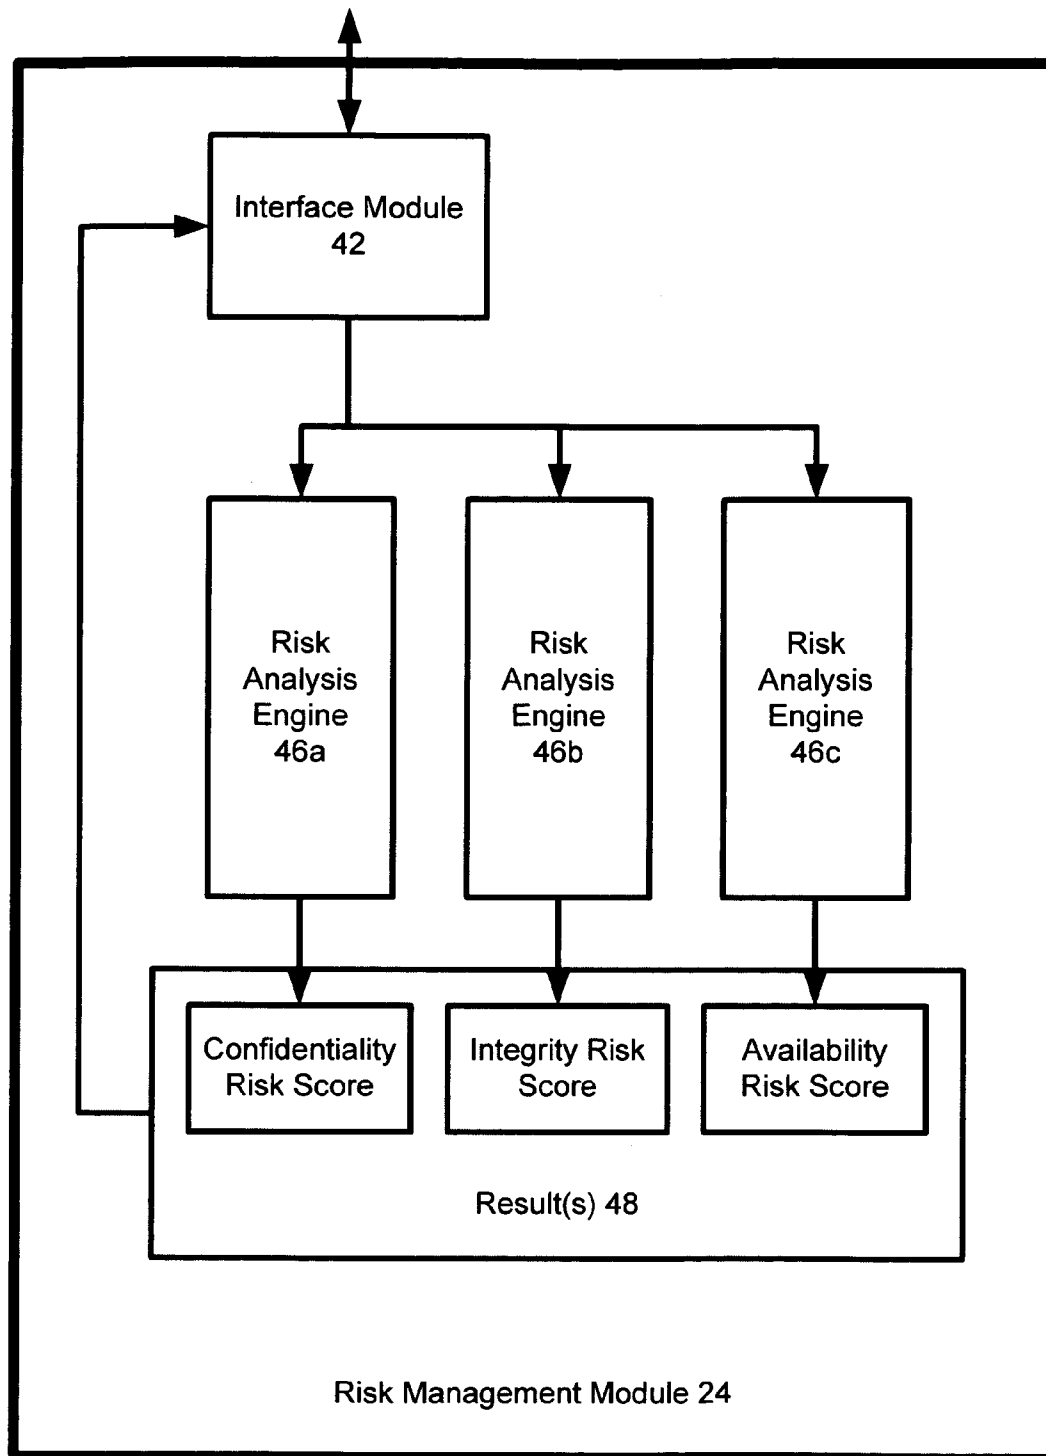 Interface Module
42
Risk
Analysis
Engine
46a
Risk
Analysis
Engine
46b
Risk
Analysis
Engine
46c
Confidentiality
Risk Score
Integrity Risk
Score
Availability
Risk Score
Result(s) 48
Risk Management Module 24